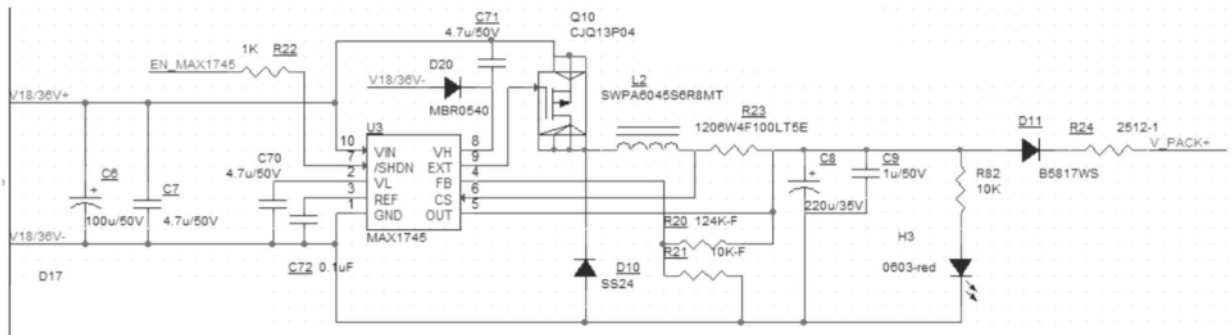 C71
4.7u/50V
Q10
CJQ13P04
1K R22
EN_MAX1745
D20
V18/36V-
MBR0540
L2
SWPA6045S6R8MT
R23
1206W4F100LT5E
V18/36V+
U3
10 VIN VH 8
7 /SHDN EXT 9
2 VL FB 4
3 REF CS 6
1 GND OUT 5
MAX1745
C70
4.7u/50V
C6
+
100u/50V
C7
4.7u/50V
C72 0.1uF
V18/36V-
D17
R20 124K-F
R21 10K-F
D10
SS24
C8
+
220u/35V
C9
1u/50V
D11
B5817WS
R24 2512-1
V_PACK+
R82
10K
H3
0603-red